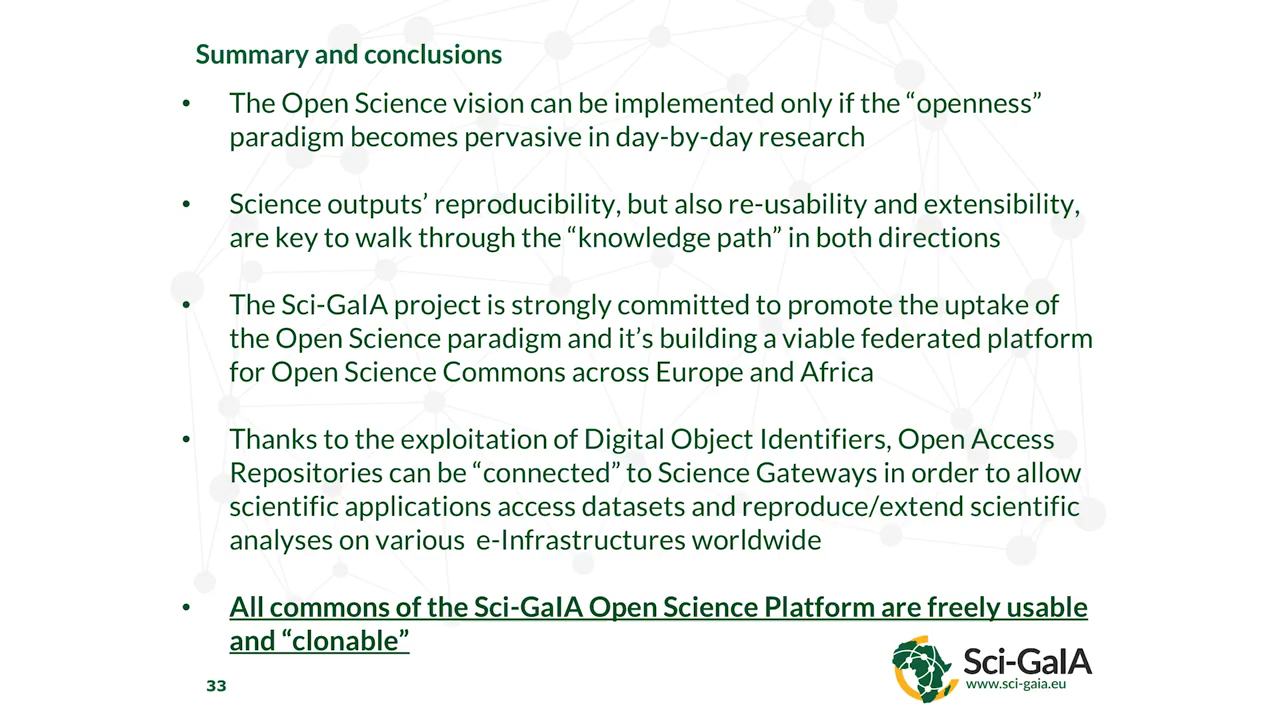 Summary and conclusions
• The Open Science vision can be implemented only if the “openness”
paradigm becomes pervasive in day-by-day research
• Science outputs’ reproducibility, but also re-usability and extensibility,
are key to walk through the “knowledge path” in both directions
• The Sci-GaIA project is strongly committed to promote the uptake of
the Open Science paradigm and it’s building a viable federated platform
for Open Science Commons across Europe and Africa
• Thanks to the exploitation of Digital Object Identifiers, Open Access
Repositories can be “connected” to Science Gateways in order to allow
scientific applications access datasets and reproduce/extend scientific
analyses on various e-Infrastructures worldwide
• All commons of the Sci-GaIA Open Science Platform are freely usable
and “clonable”
Sci-GaIA
www.sci-gaia.eu
33